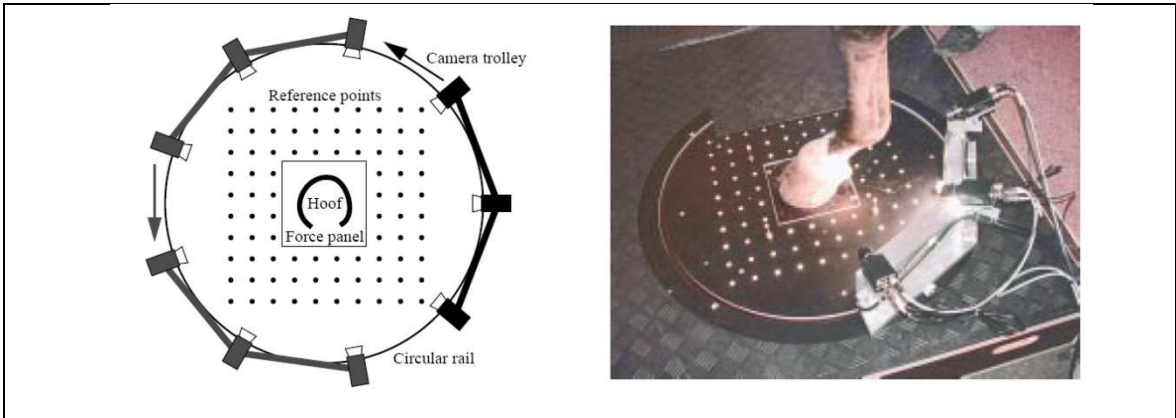 Camera trolley
Reference points
Hoof
Force panel
Circular rail